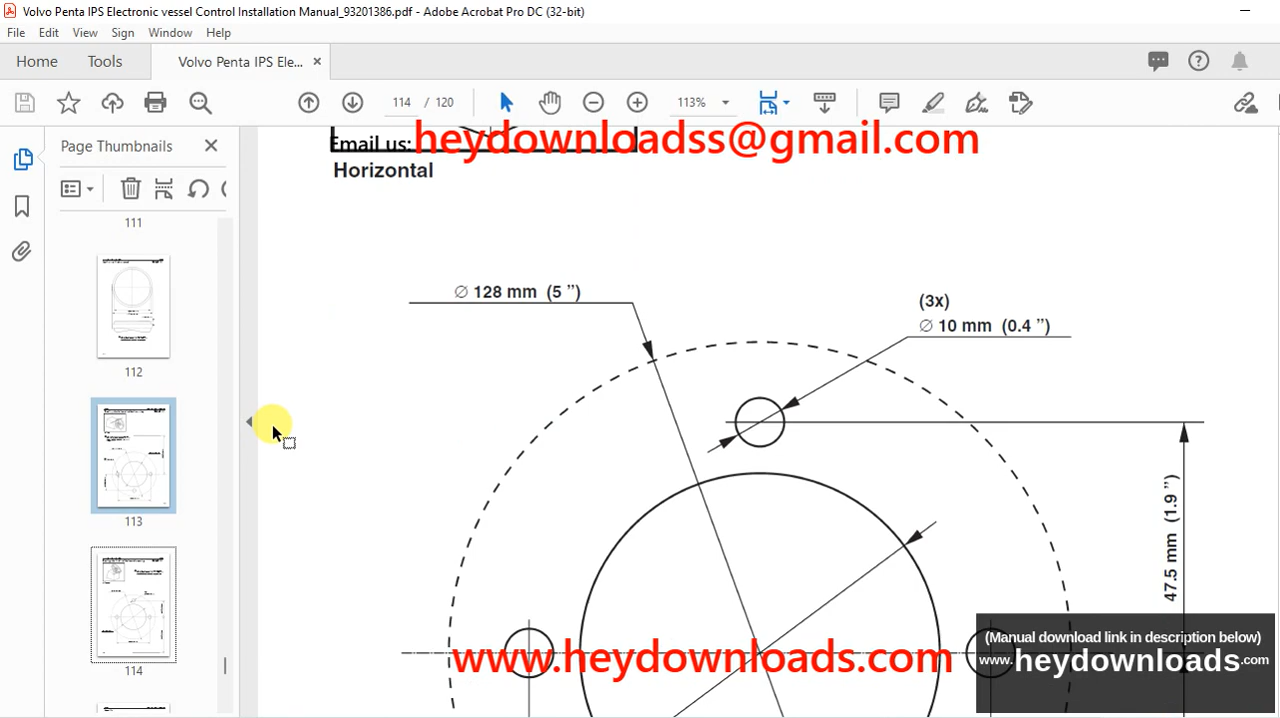 Volvo Penta IPS Electronic vessel Control Installation Manual_93201386.pdf - Adobe Acrobat Pro DC (32-bit)
File Edit View Sign Window Help
Home Tools Volvo Penta IPS Ele... ×
114 / 120 113%
Page Thumbnails
111
112
113
114
Email us: heydownloadss@gmail.com
Horizontal
∅ 128 mm (5 ”)
(3x)
∅ 10 mm (0.4 ”)
47.5 mm (1.9 ”)
www.heydownloads.com
(Manual download link in description below)
www.heydownloads.com